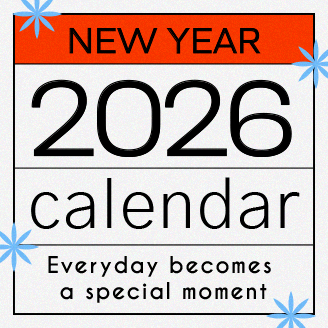 NEW YEAR
2026
calendar
Everyday becomes
a special moment